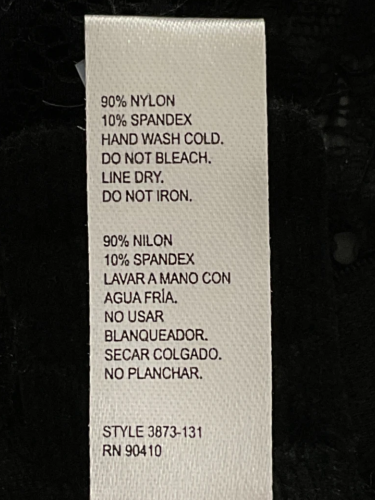 90% NYLON
10% SPANDEX
HAND WASH COLD.
DO NOT BLEACH.
LINE DRY.
DO NOT IRON.
90% NILON
10% SPANDEX
LAVAR A MANO CON
AGUA FRÍA.
NO USAR
BLANQUEADOR.
SECAR COLGADO.
NO PLANCHAR.
STYLE 3873-131
RN 90410